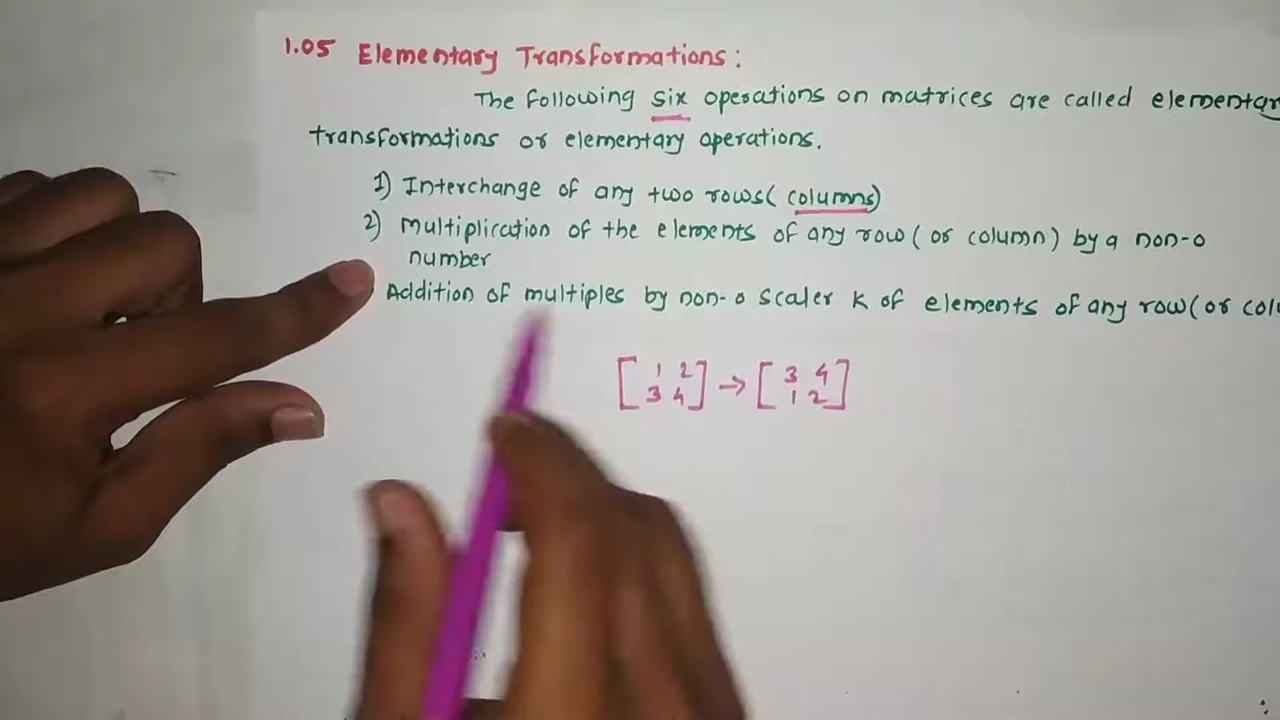 1.05 Elementary Transformations:
The following six operations on matrices are called elementary
transformations or elementary operations.
1) Interchange of any two rows( columns)
2) multiplication of the elements of any row( or column) by a non-0
number
Addition of multiples by non-0 scaler k of elements of any row( or
[ 1 2 → [ 3 4
3 4 ] 1 2 ]